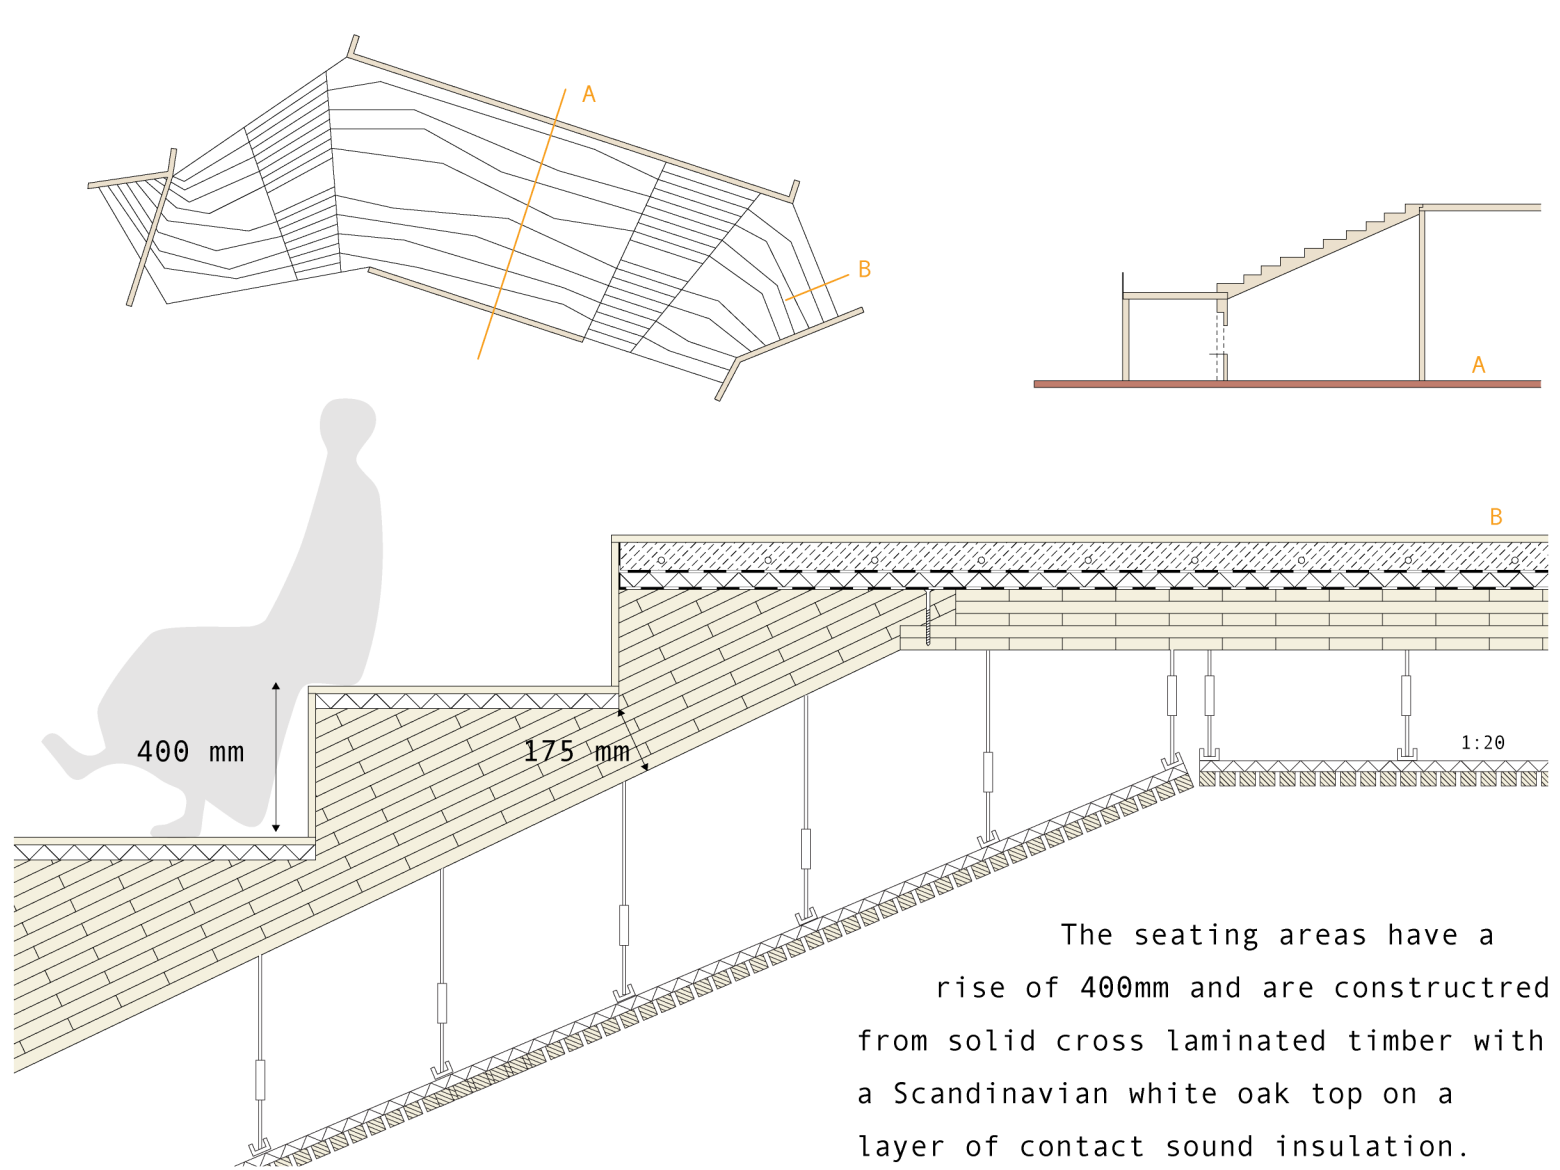 A
B
A
B
400 mm
175 mm
1:20
The seating areas have a
rise of 400mm and are constructred
from solid cross laminated timber with
a Scandinavian white oak top on a
layer of contact sound insulation.